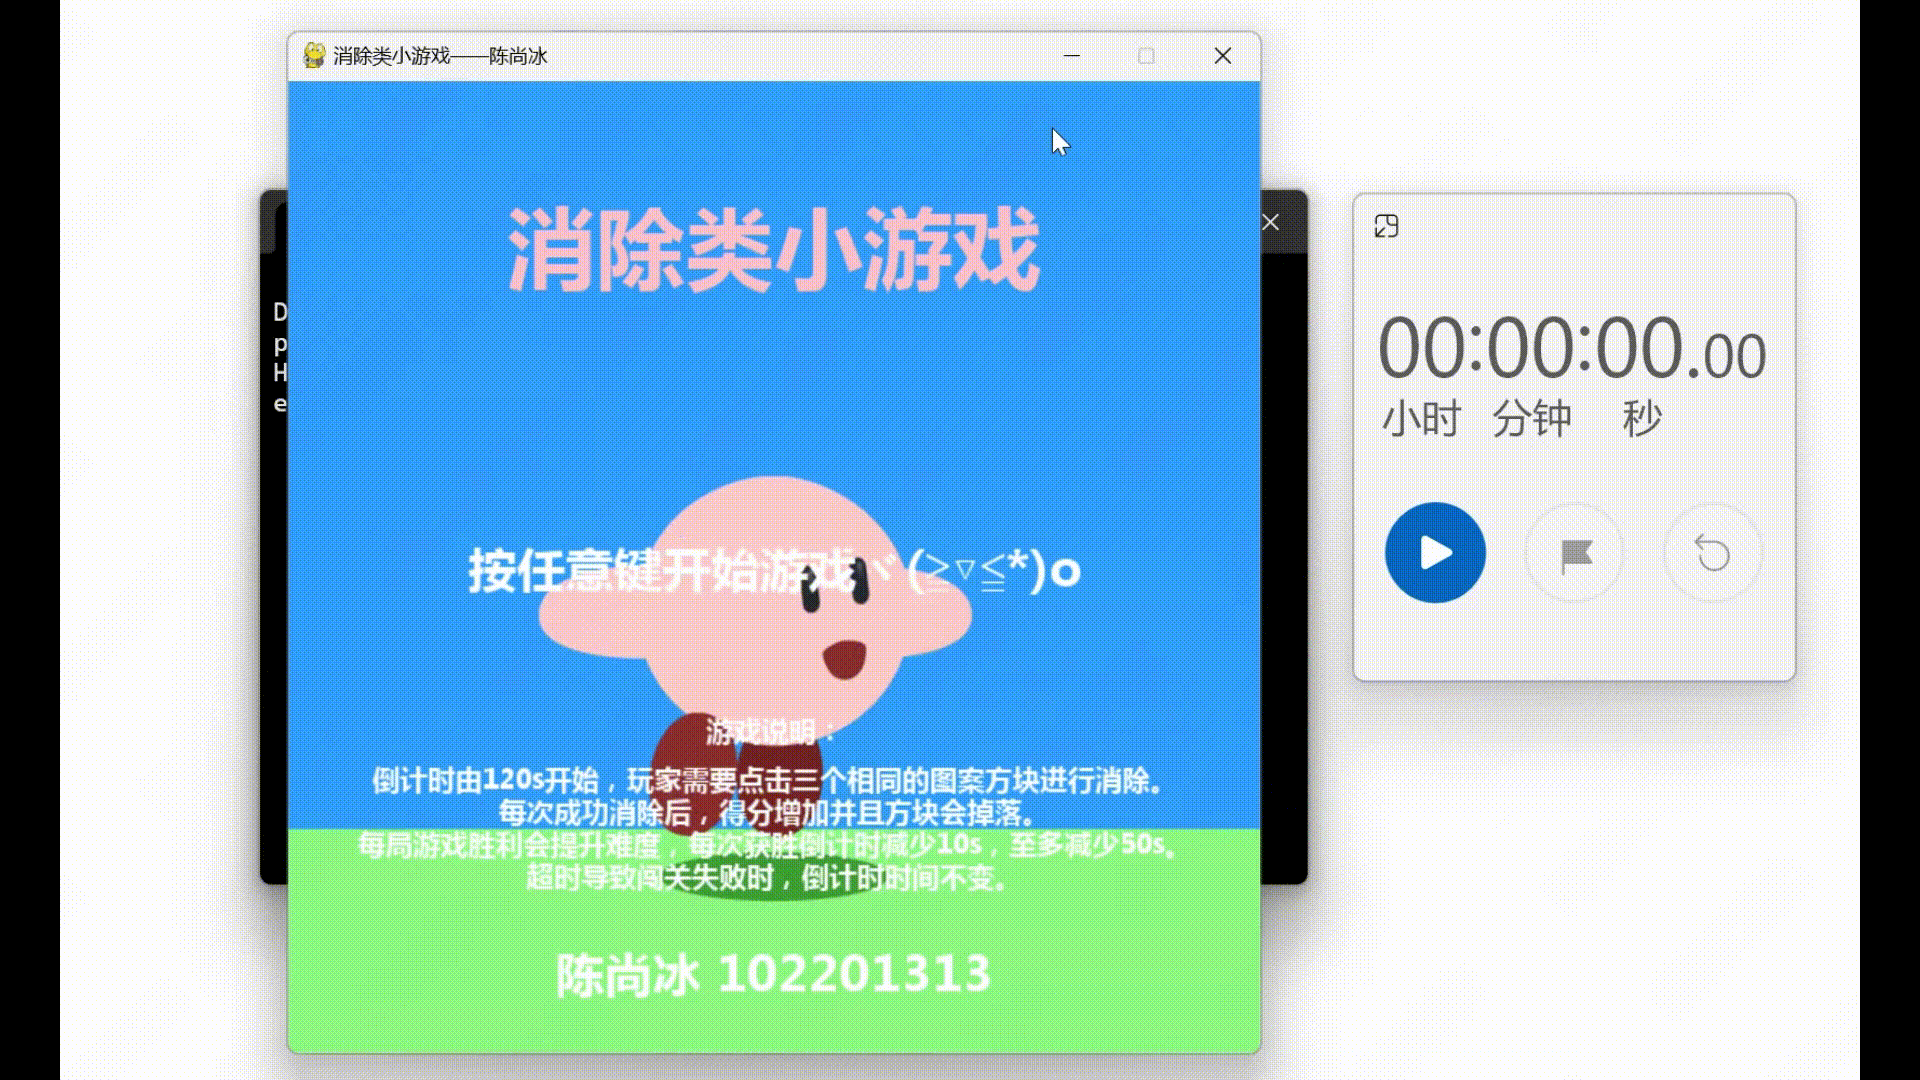 消除类小游戏——陈尚冰
消除类小游戏
按任意键开始游戏ヾ(≧▽≦*)o
游戏说明：
倒计时由120s开始，玩家需要点击三个相同的图案方块进行消除。
每次成功消除后，得分增加并且方块会掉落。
每局游戏胜利会提升难度，每次获胜倒计时减少10s，至多减少50s。
超时导致闯关失败时，倒计时时间不变。
陈尚冰 102201313
D
p
H
e
00:00:00.00
小时 分钟 秒